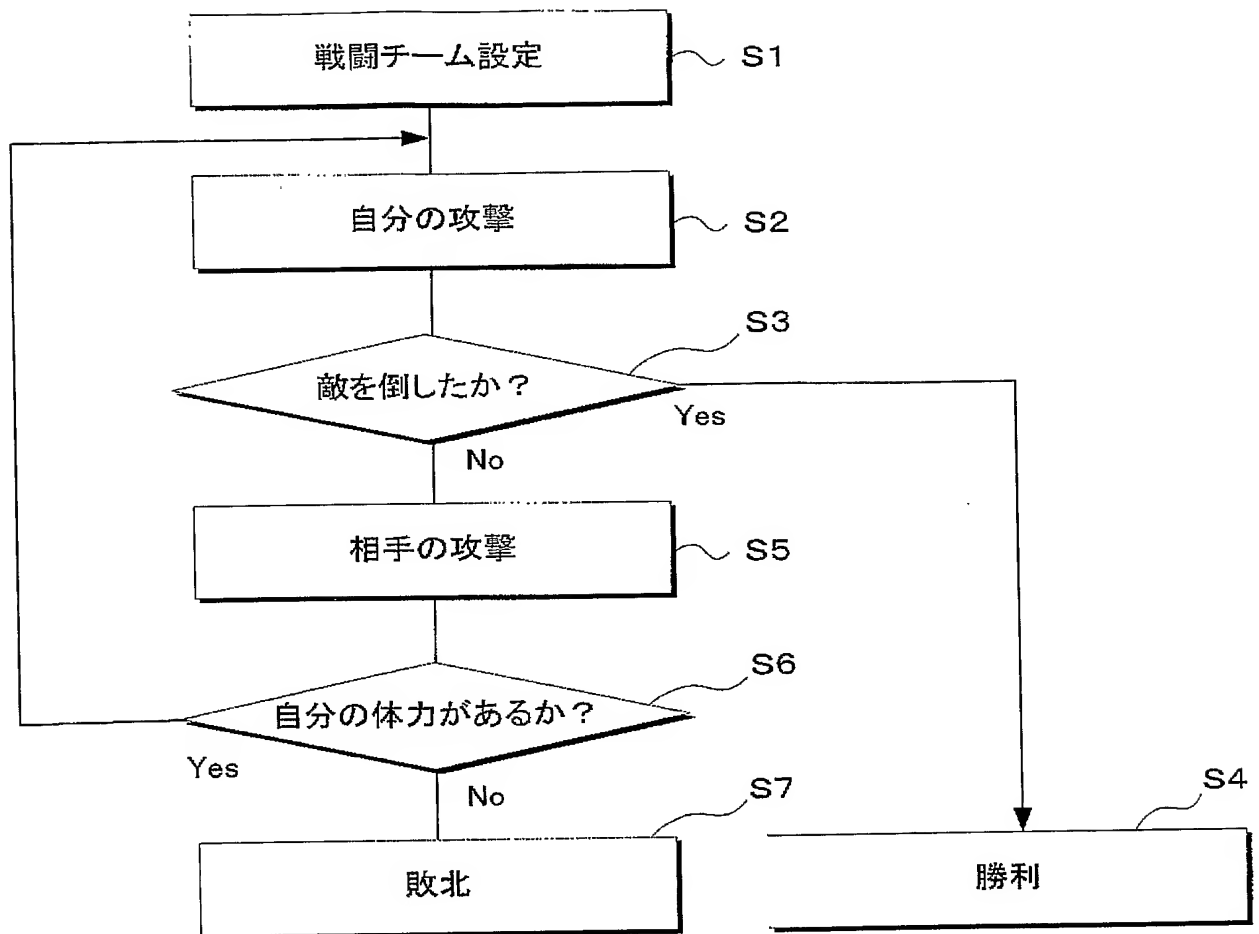 戦闘チーム設定
S1
自分の攻撃
S2
S3
敵を倒したか？
Yes
No
相手の攻撃
S5
S6
自分の体力があるか？
Yes
No
S7
S4
敗北
勝利